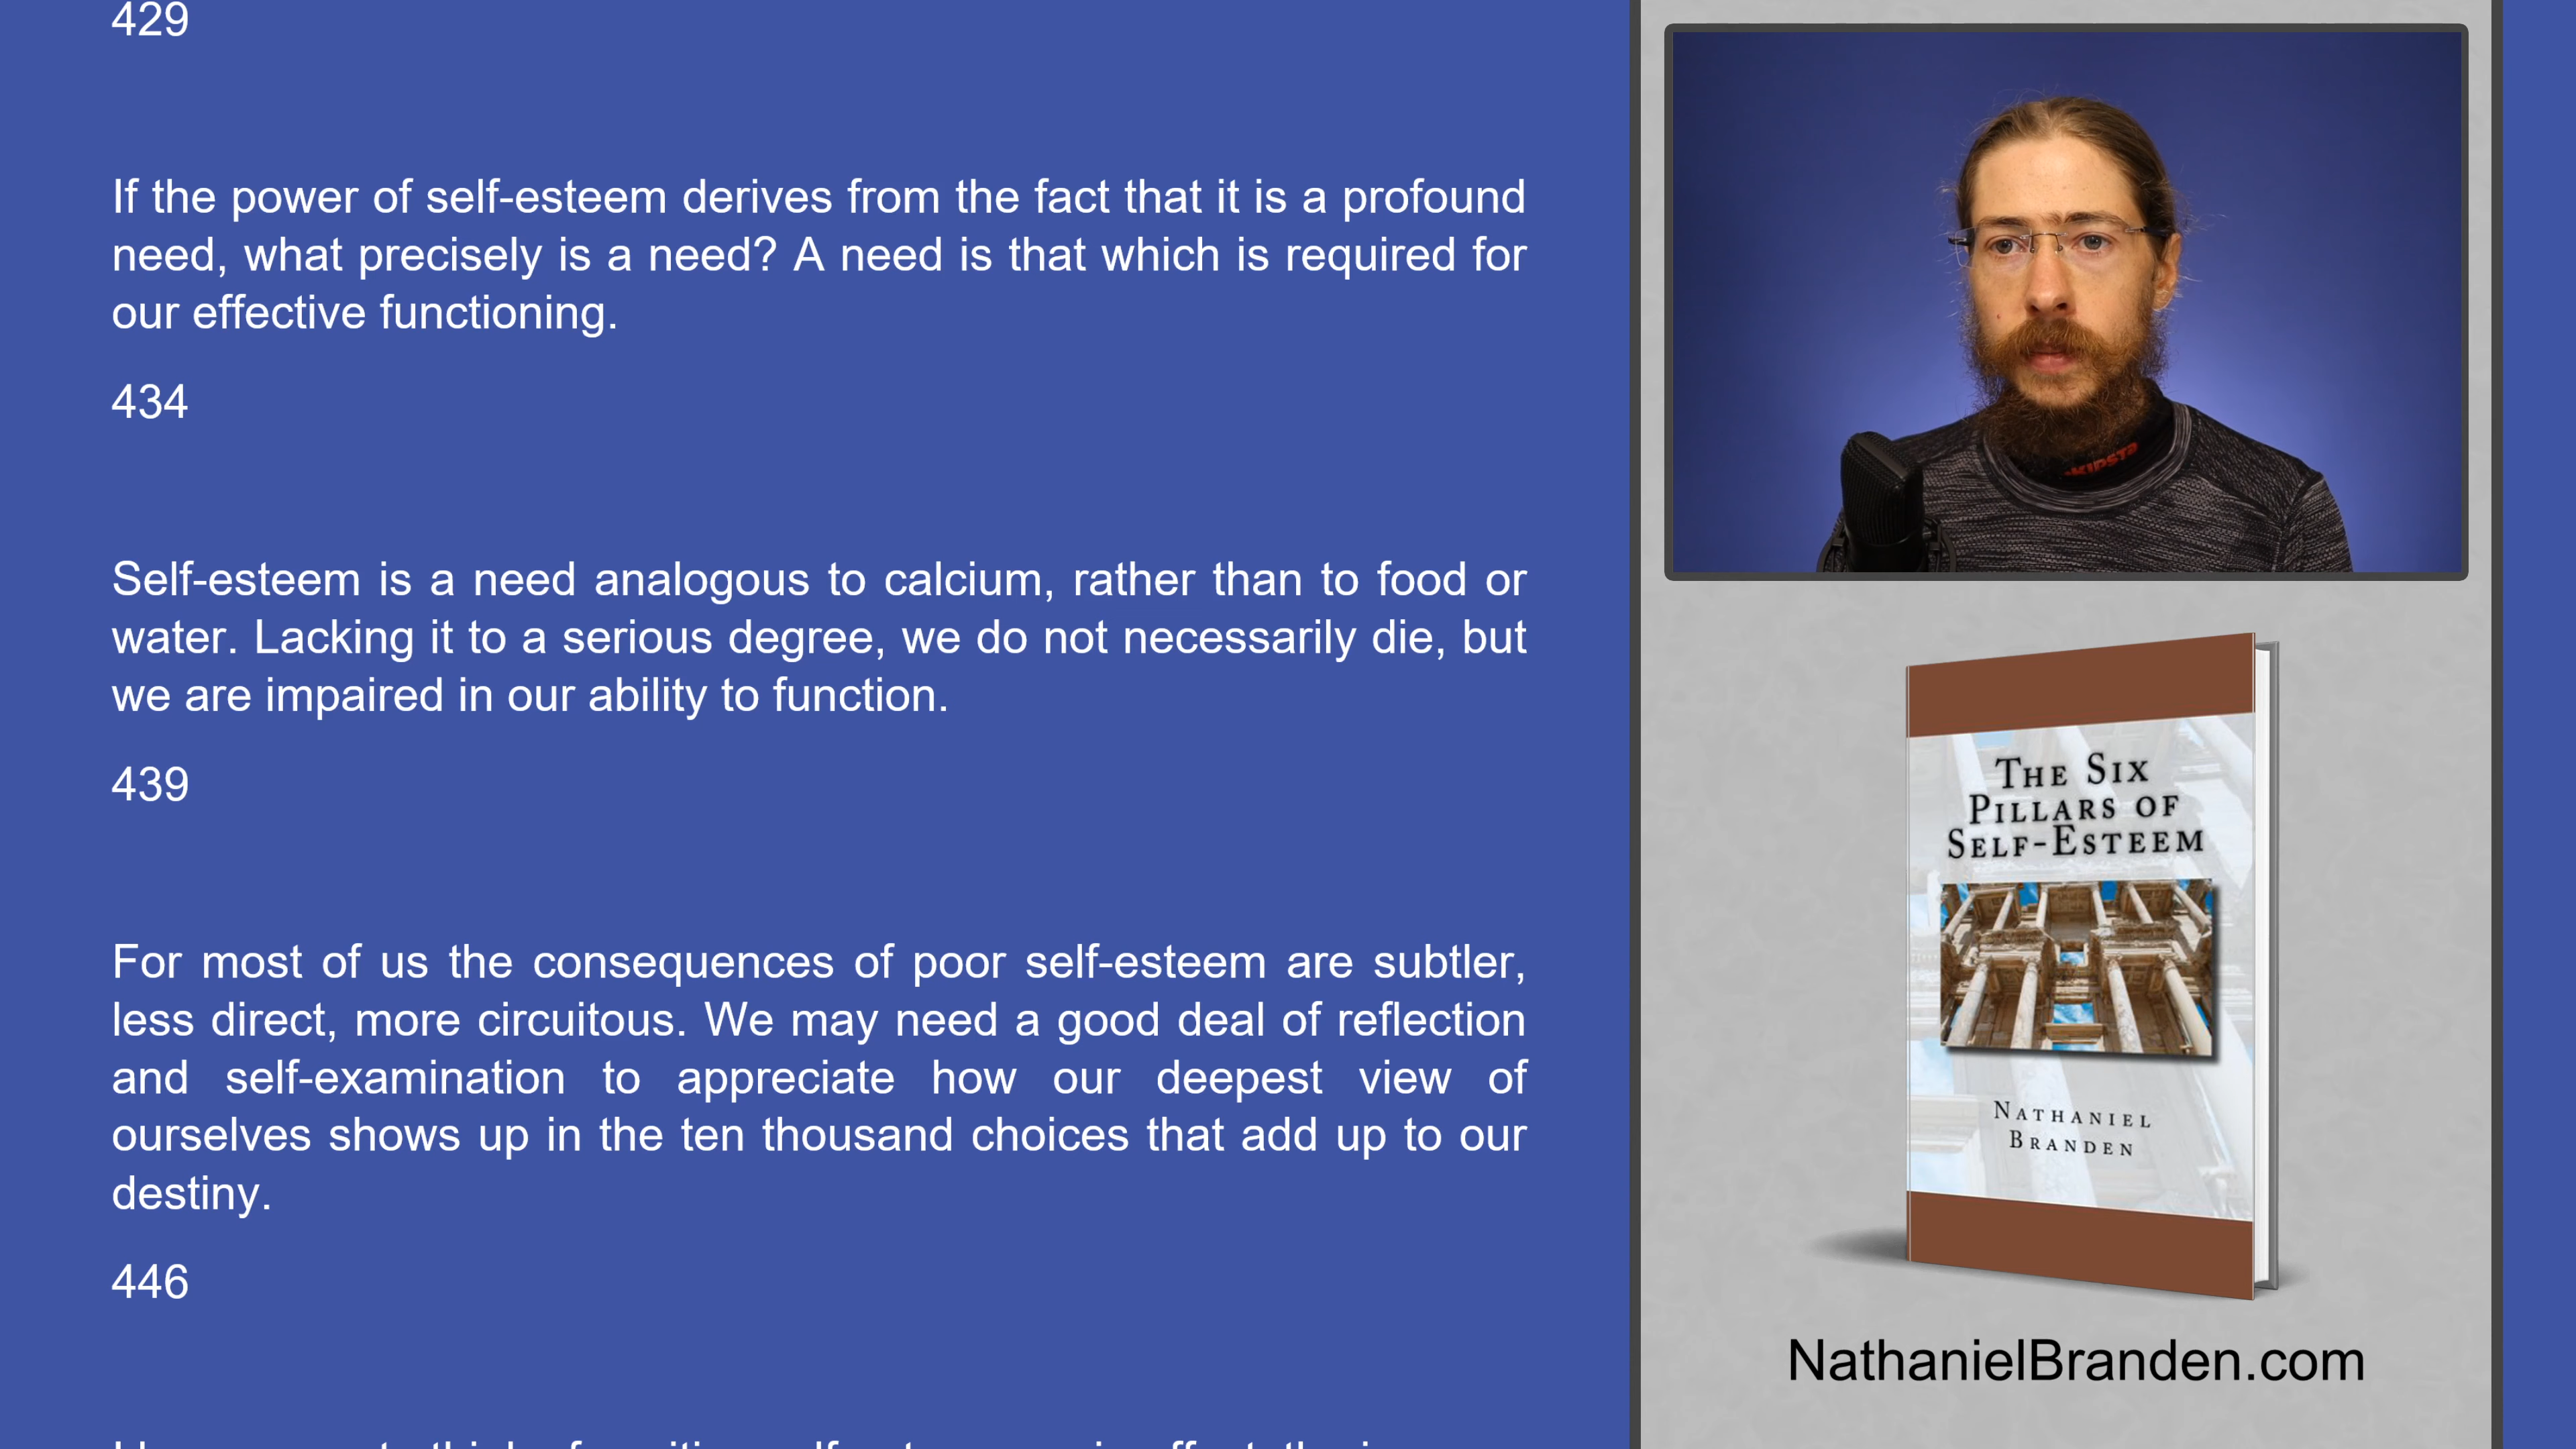 429
If the power of self-esteem derives from the fact that it is a profound
need, what precisely is a need? A need is that which is required for
our effective functioning.
434
Self-esteem is a need analogous to calcium, rather than to food or
water. Lacking it to a serious degree, we do not necessarily die, but
we are impaired in our ability to function.
439
For most of us the consequences of poor self-esteem are subtler,
less direct, more circuitous. We may need a good deal of reflection
and self-examination to appreciate how our deepest view of
ourselves shows up in the ten thousand choices that add up to our
destiny.
446
KIPSTA
The Six
Pillars of
Self-Esteem
Nathaniel
Branden
NathanielBranden.com